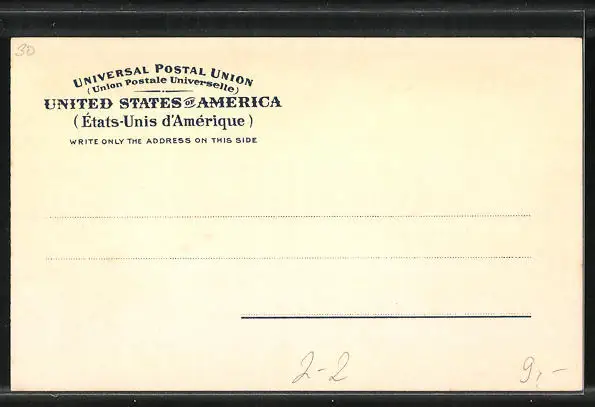 30
UNIVERSAL POSTAL UNION
(Union Postale Universelle)
UNITED STATES OF AMERICA
(États-Unis d'Amérique)
WRITE ONLY THE ADDRESS ON THIS SIDE
2-2 9,-